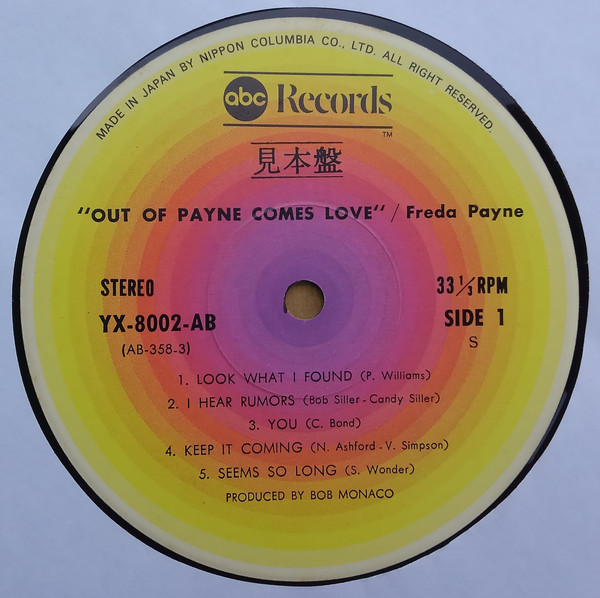 MADE IN JAPAN BY NIPPON COLUMBIA CO., LTD. ALL RIGHT RESERVED.
abc Records
TM
見本盤
"OUT OF PAYNE COMES LOVE" / Freda Payne
STEREO 33 1/3 RPM
YX-8002-AB SIDE 1
(AB-358-3) S
1. LOOK WHAT I FOUND (P. Williams)
2. I HEAR RUMORS (Bob Siller - Candy Siller)
3. YOU (C. Bond)
4. KEEP IT COMING (N. Ashford - V. Simpson)
5. SEEMS SO LONG (S. Wonder)
PRODUCED BY BOB MONACO